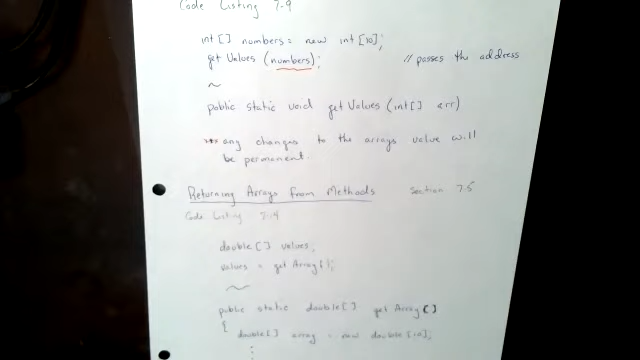 Code Listing 7-9
int[] numbers = new int[10];
getValues(numbers); // passes the address
~
public static void getValues(int[] arr)
*** any changes to the arrays value will
be permanent.
Returning Arrays from Methods Section 7.5
Code Listing 7-14
double[] values;
values = getArray();
~
public static double[] getArray()
{ double[] array = new double[10];
⋮